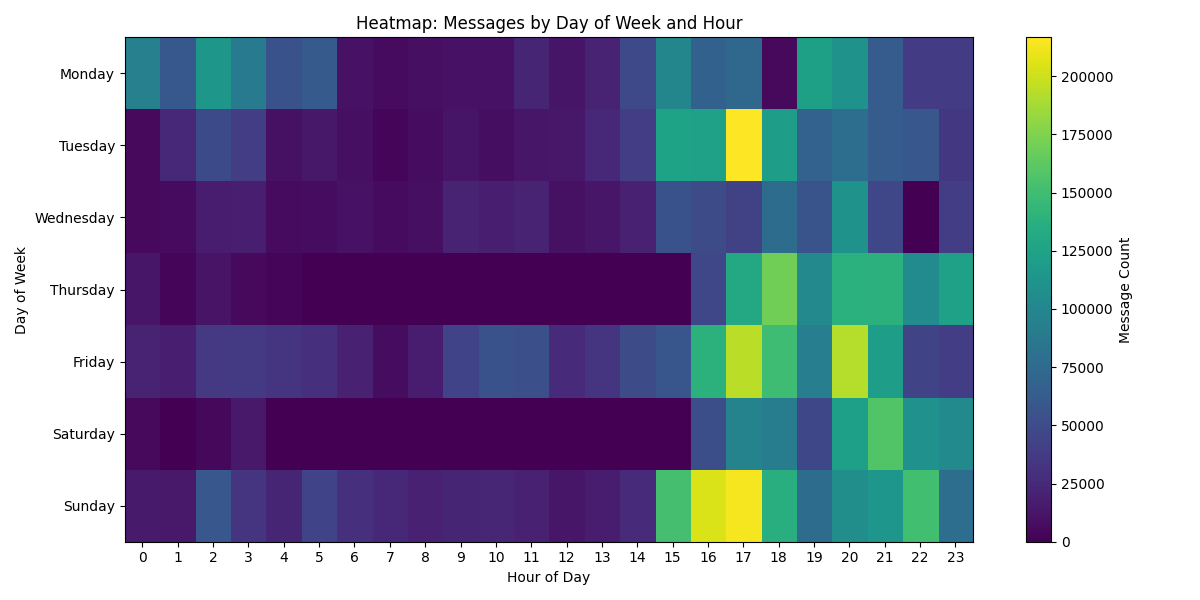 Heatmap: Messages by Day of Week and Hour
Monday
Tuesday
Wednesday
Thursday
Friday
Saturday
Sunday
Day of Week
0 1 2 3 4 5 6 7 8 9 10 11 12 13 14 15 16 17 18 19 20 21 22 23
Hour of Day
200000
175000
150000
125000
100000
75000
50000
25000
0
Message Count